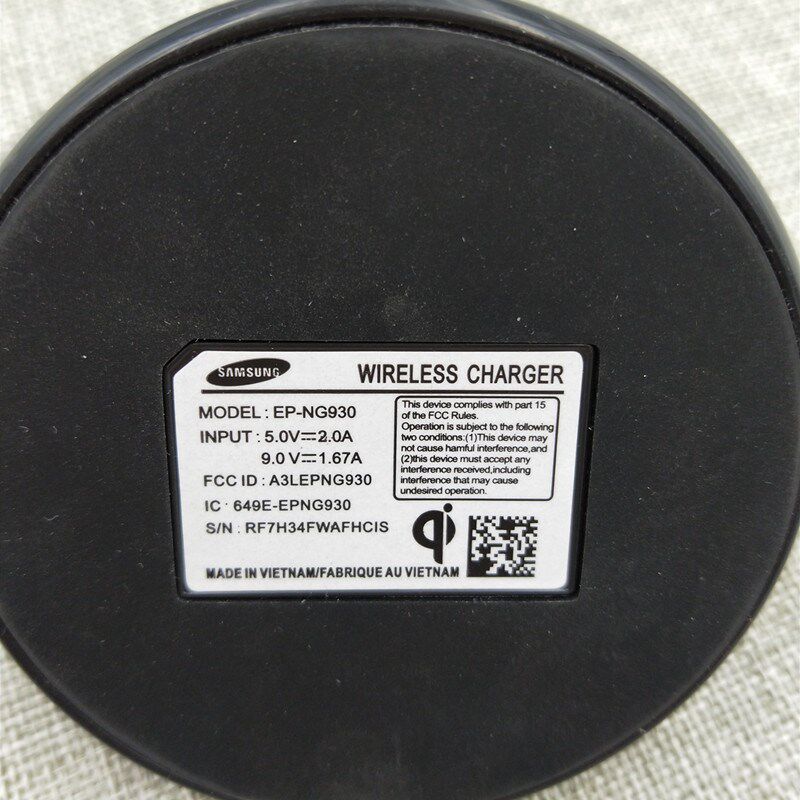 SAMSUNG
WIRELESS CHARGER
MODEL : EP-NG930
INPUT : 5.0V⎓2.0A
9.0 V⎓1.67A
FCC ID : A3LEPNG930
IC : 649E-EPNG930
S/N : RF7H34FWAFHCIS
This device complies with part 15
of the FCC Rules.
Operation is subject to the following
two conditions:(1)This device may
not cause harmful interference,and
(2)this device must accept any
interference received,including
interference that may cause
undesired operation.
qi
MADE IN VIETNAM/FABRIQUE AU VIETNAM